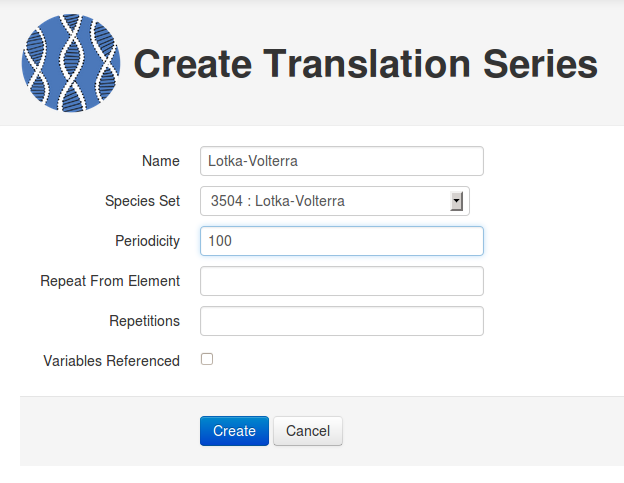 Create Translation Series
Name Lotka-Volterra
Species Set 3504 : Lotka-Volterra
Periodicity 100
Repeat From Element
Repetitions
Variables Referenced
Create Cancel